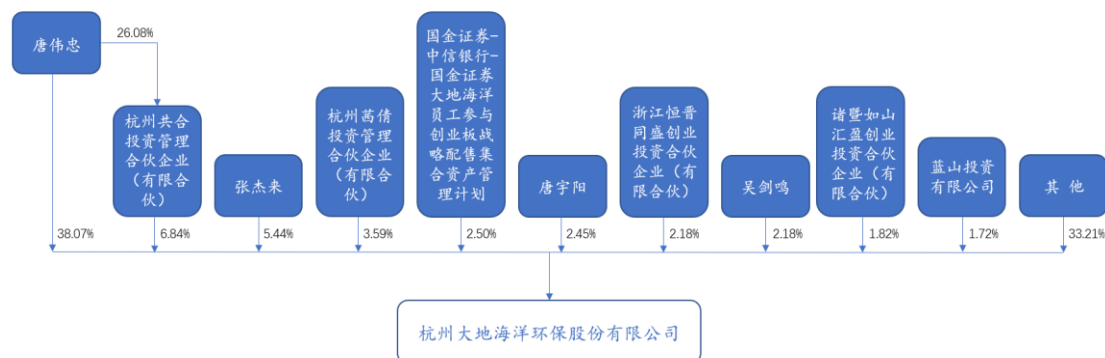 唐伟忠
26.08%
杭州共合
投资管理
合伙企业
（有限合
伙）
张杰来
杭州茜倩
投资管理
合伙企业
（有限合
伙）
国金证券-
中信银行-
国金证券
大地海洋
员工参与
创业板战
略配售集
合资产管
理计划
唐宇阳
浙江恒晋
同盛创业
投资合伙
企业（有
限合伙）
吴剑鸣
诸暨如山
汇盈创业
投资合伙
企业（有
限合伙）
蓝山投资
有限公司
其 他
38.07%
6.84%
5.44%
3.59%
2.50%
2.45%
2.18%
2.18%
1.82%
1.72%
33.21%
杭州大地海洋环保股份有限公司